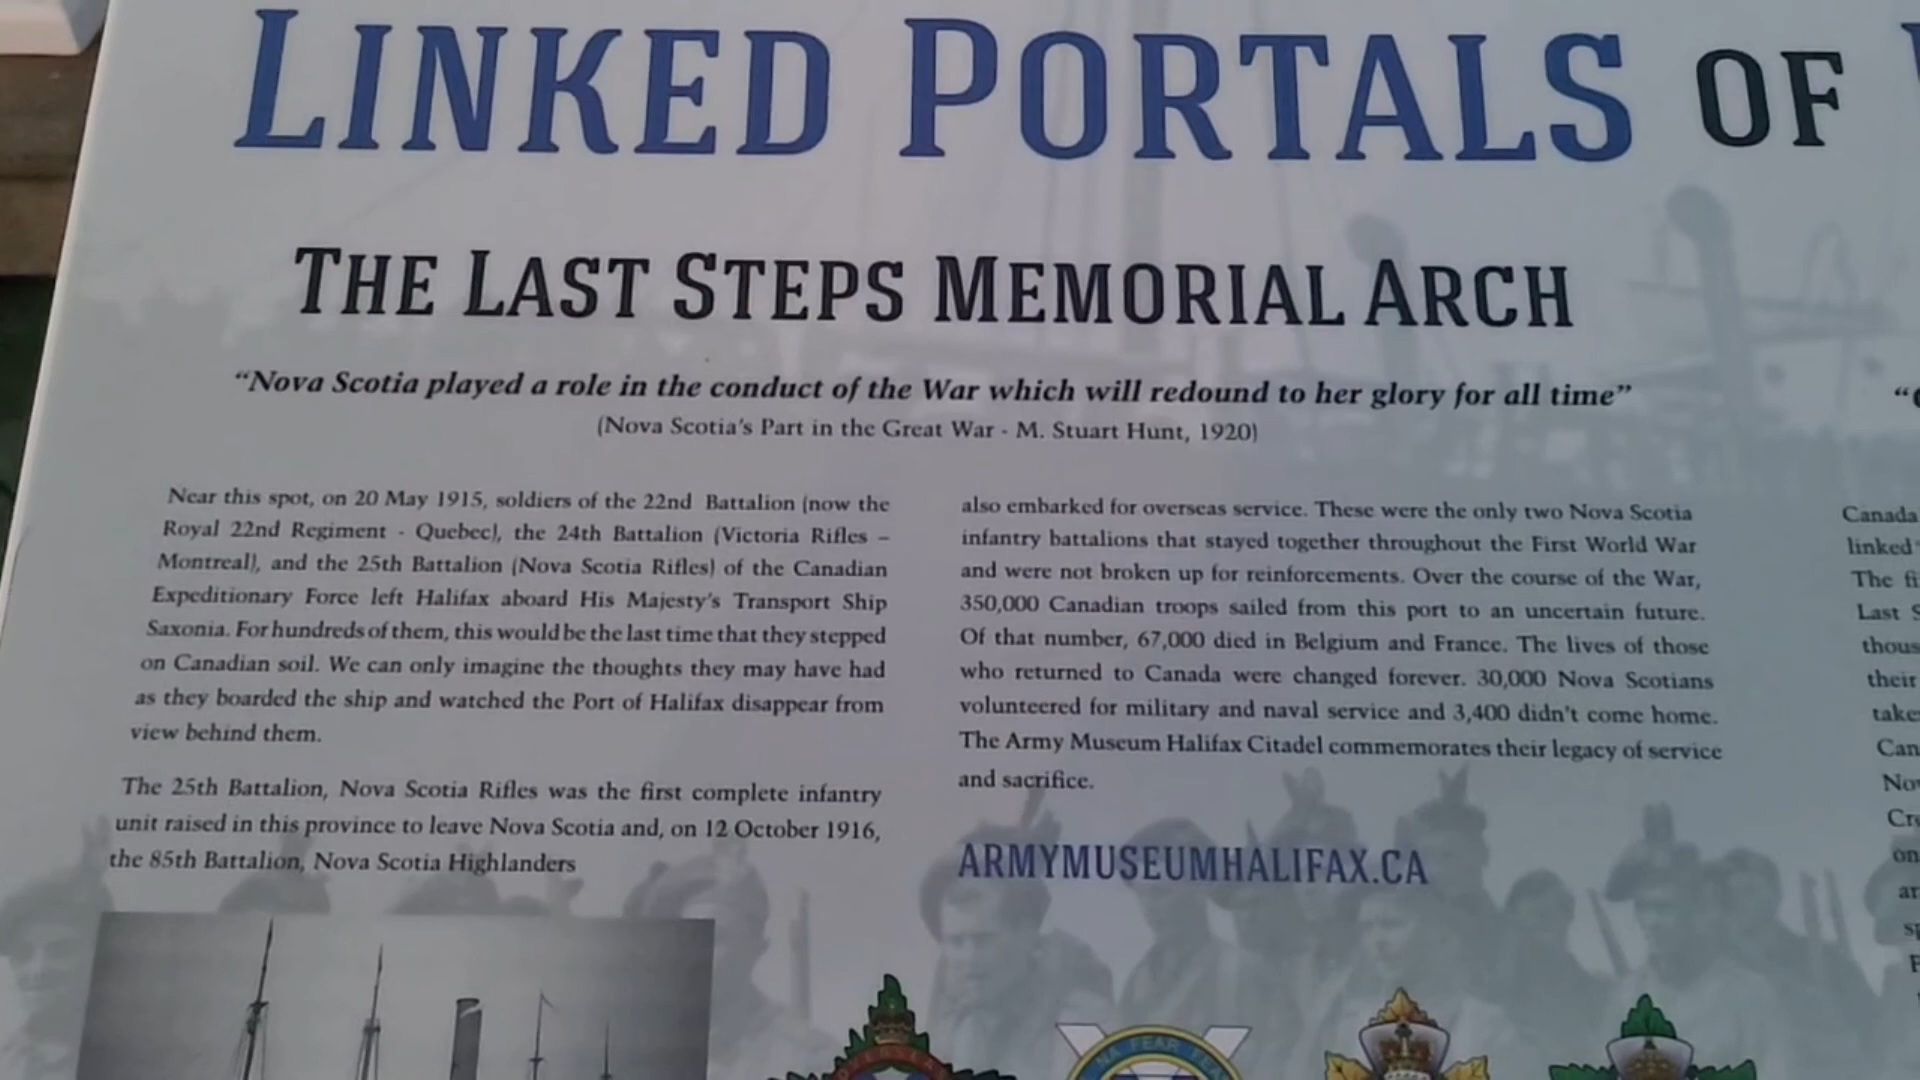 LINKED PORTALS OF
THE LAST STEPS MEMORIAL ARCH
“Nova Scotia played a role in the conduct of the War which will redound to her glory for all time”
(Nova Scotia's Part in the Great War - M. Stuart Hunt, 1920)
Near this spot, on 20 May 1915, soldiers of the 22nd Battalion (now the
Royal 22nd Regiment - Quebec), the 24th Battalion (Victoria Rifles –
Montreal), and the 25th Battalion (Nova Scotia Rifles) of the Canadian
Expeditionary Force left Halifax aboard His Majesty's Transport Ship
Saxonia. For hundreds of them, this would be the last time that they stepped
on Canadian soil. We can only imagine the thoughts they may have had
as they boarded the ship and watched the Port of Halifax disappear from
view behind them.
The 25th Battalion, Nova Scotia Rifles was the first complete infantry
unit raised in this province to leave Nova Scotia and, on 12 October 1916,
the 85th Battalion, Nova Scotia Highlanders
also embarked for overseas service. These were the only two Nova Scotia
infantry battalions that stayed together throughout the First World War
and were not broken up for reinforcements. Over the course of the War,
350,000 Canadian troops sailed from this port to an uncertain future.
Of that number, 67,000 died in Belgium and France. The lives of those
who returned to Canada were changed forever. 30,000 Nova Scotians
volunteered for military and naval service and 3,400 didn't come home.
The Army Museum Halifax Citadel commemorates their legacy of service
and sacrifice.
ARMYMUSEUMHALIFAX.CA
Canada
linked
The
Last
their
on
NA FEAR